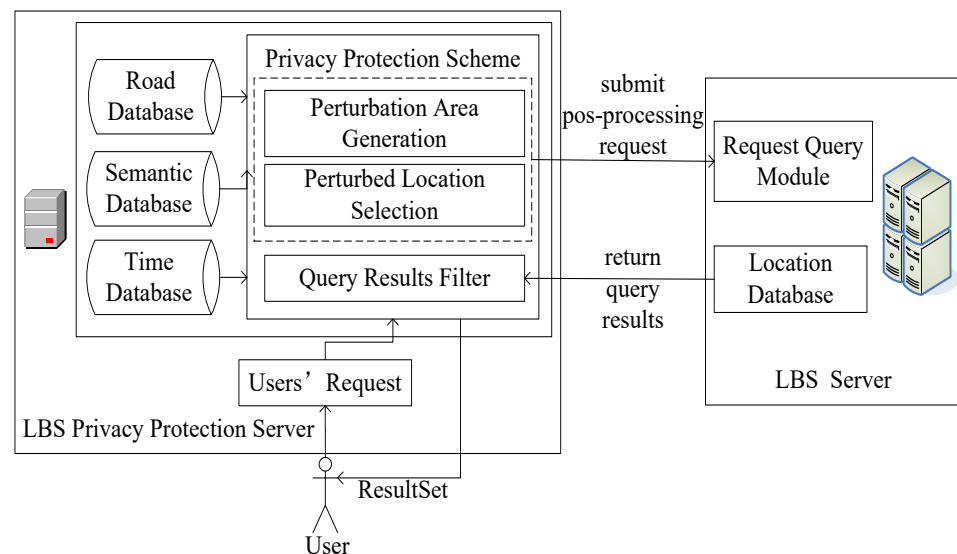 Privacy Protection Scheme
Road
Database
Semantic
Database
Time
Database
Perturbation Area
Generation
Perturbed Location
Selection
Query Results Filter
submit
pos-processing
request
return
query
results
Request Query
Module
Location
Database
LBS Server
Users’ Request
LBS Privacy Protection Server
ResultSet
User